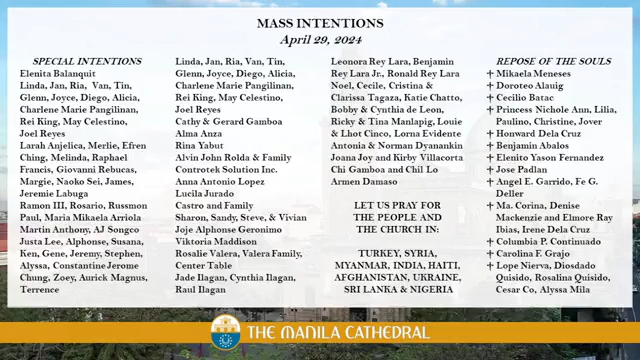 MASS INTENTIONS
April 29, 2024
SPECIAL INTENTIONS
Elenita Balanquit
Linda, Jan, Ria, Van, Tin,
Glenn, Joyce, Diego, Alicia,
Charlene Marie Pangilinan,
Rei King, May Celestino,
Joel Reyes
Larah Anjelica, Merlie, Efren
Ching, Melinda, Raphael
Francis, Giovanni Rebucas,
Margie, Naoko Sei, James,
Jeremie Labuga
Ramon III, Rosario, Russmon
Paul, Maria Mikaela Arriola
Martin Anthony, AJ Songco
Justa Lee, Alphonse, Susana,
Ken, Gene, Jeremy, Stephen,
Alyssa, Constantine Jerome
Chung, Zoey, Aurick Magnus,
Terrence
Linda, Jan, Ria, Van, Tin,
Glenn, Joyce, Diego, Alicia,
Charlene Marie Pangilinan,
Rei King, May Celestino,
Joel Reyes
Cathy & Gerard Gamboa
Alma Anza
Rina Yabut
Alvin John Rolda & Family
Controtek Solution Inc.
Anna Antonio Lopez
Lucila Jurado
Castro and Family
Sharon, Sandy, Steve, & Vivian
Joje Alphonse Geronimo
Viktoria Maddison
Rosalie Valera, Valera Family,
Center Table
Jade Ilagan, Cynthia Ilagan,
Raul Ilagan
Leonora Rey Lara, Benjamin
Rey Lara Jr., Ronald Rey Lara
Noel, Cecile, Cristina &
Clarissa Tagaza, Katie Chatto,
Bobby & Cynthia de Leon,
Ricky & Tina Manlapig, Louie
& Lhot Cinco, Lorna Evidente
Antonia & Norman Dynankin
Joana Joy and Kirby Villacorta
Chi Gamboa and Chil Lo
Armen Damaso
LET US PRAY FOR
THE PEOPLE AND
THE CHURCH IN:
TURKEY, SYRIA,
MYANMAR, INDIA, HAITI,
AFGHANISTAN, UKRAINE,
SRI LANKA & NIGERIA
REPOSE OF THE SOULS
✝ Mikaela Meneses
✝ Doroteo Alauig
✝ Cecilio Batac
✝ Princess Nichole Ann, Lilia,
Paulino, Christine, Jover
✝ Honward Dela Cruz
✝ Benjamin Abalos
✝ Elenito Yason Fernandez
✝ Jose Padlan
✝ Angel E. Garrido, Fe G.
Deller
✝ Ma. Corina, Denise
Mackenzie and Elmore Ray
Ibias, Irene Dela Cruz
✝ Columbia P. Continuado
✝ Carolina F. Grajo
✝ Lope Nierva, Diosdado
Quisido, Rosalina Quisido,
Cesar Co, Alyssa Mila
THE MANILA CATHEDRAL